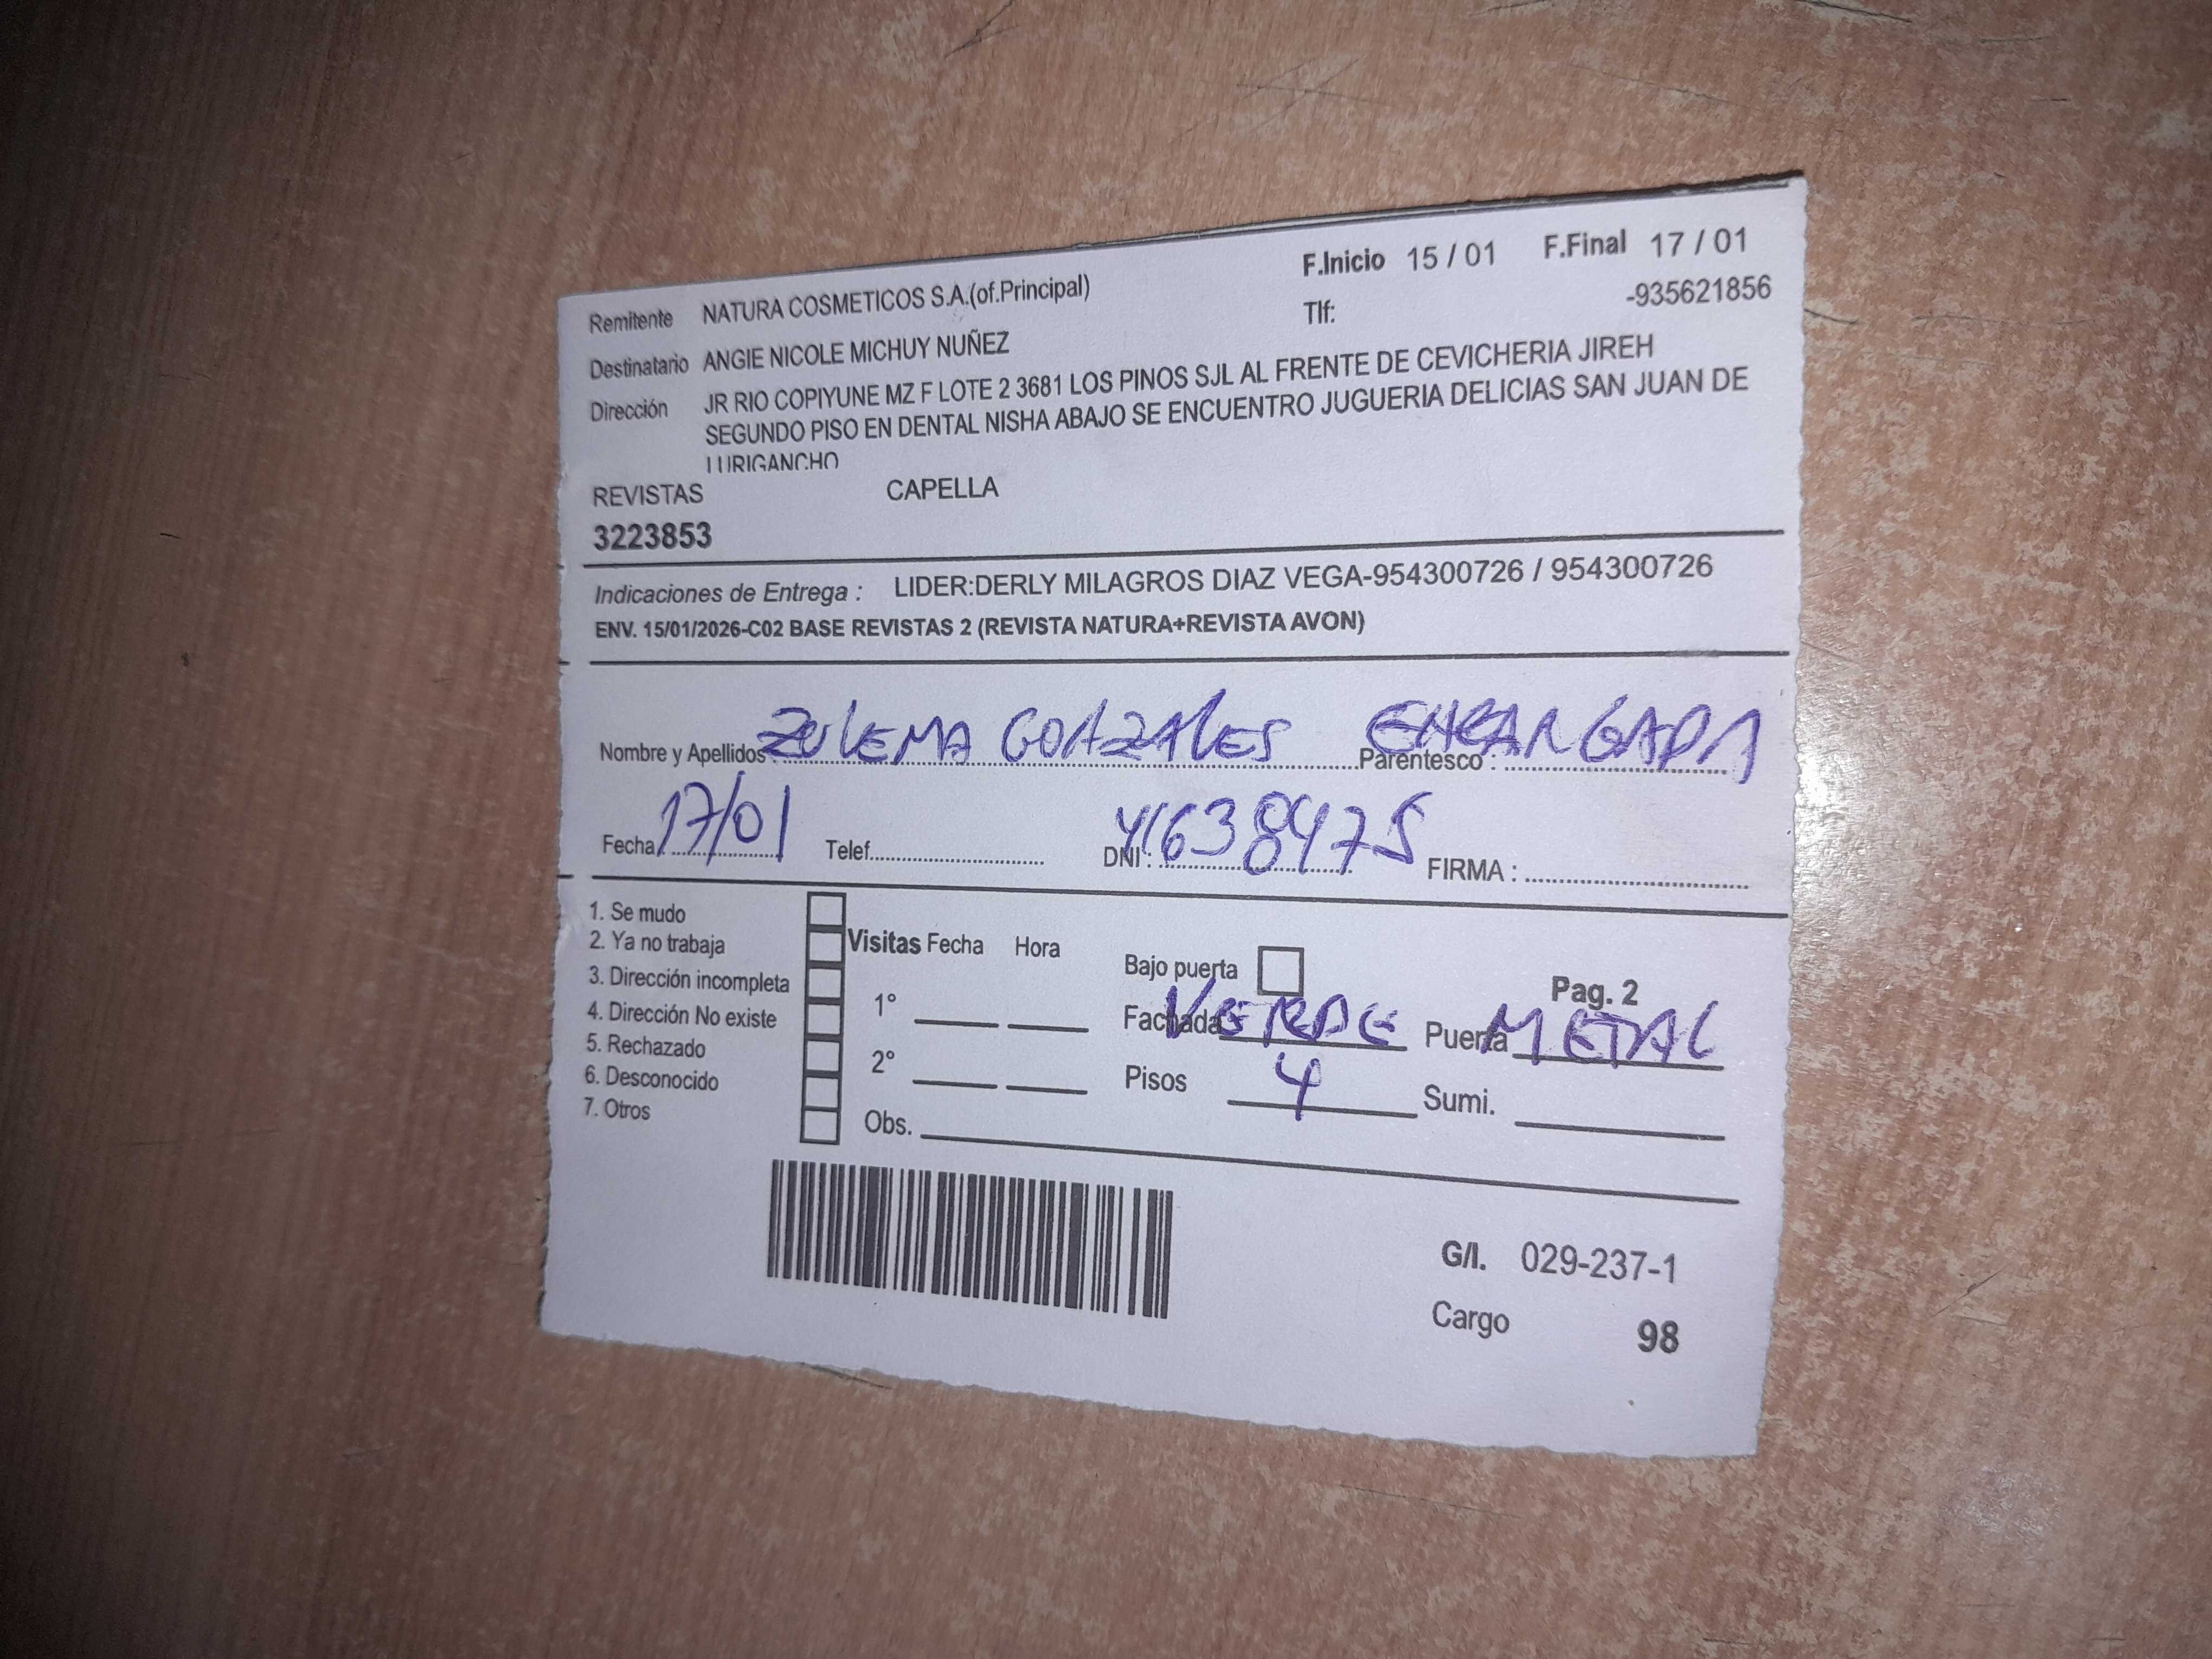 F.Inicio 15 / 01 F.Final 17 / 01
Remitente NATURA COSMETICOS S.A.(of.Principal) Tlf: -935621856
Destinatario ANGIE NICOLE MICHUY NUÑEZ
Dirección JR RIO COPIYUNE MZ F LOTE 2 3681 LOS PINOS SJL AL FRENTE DE CEVICHERIA JIREH
SEGUNDO PISO EN DENTAL NISHA ABAJO SE ENCUENTRO JUGUERIA DELICIAS SAN JUAN DE
LURIGANCHO
REVISTAS CAPELLA
3223853
Indicaciones de Entrega : LIDER:DERLY MILAGROS DIAZ VEGA-954300726 / 954300726
ENV. 15/01/2026-C02 BASE REVISTAS 2 (REVISTA NATURA+REVISTA AVON)
Nombre y Apellidos : ZULEMA GONZALES Parentesco : ENCARGADA
Fecha 17/01 Telef. DNI : 41638475 FIRMA :
1. Se mudo
2. Ya no trabaja Visitas Fecha Hora Bajo puerta
3. Dirección incompleta Pag. 2
4. Dirección No existe 1° Fachada VERDE Puerta METAL
5. Rechazado
6. Desconocido 2° Pisos 4 Sumi.
7. Otros Obs.
G/I. 029-237-1
Cargo 98